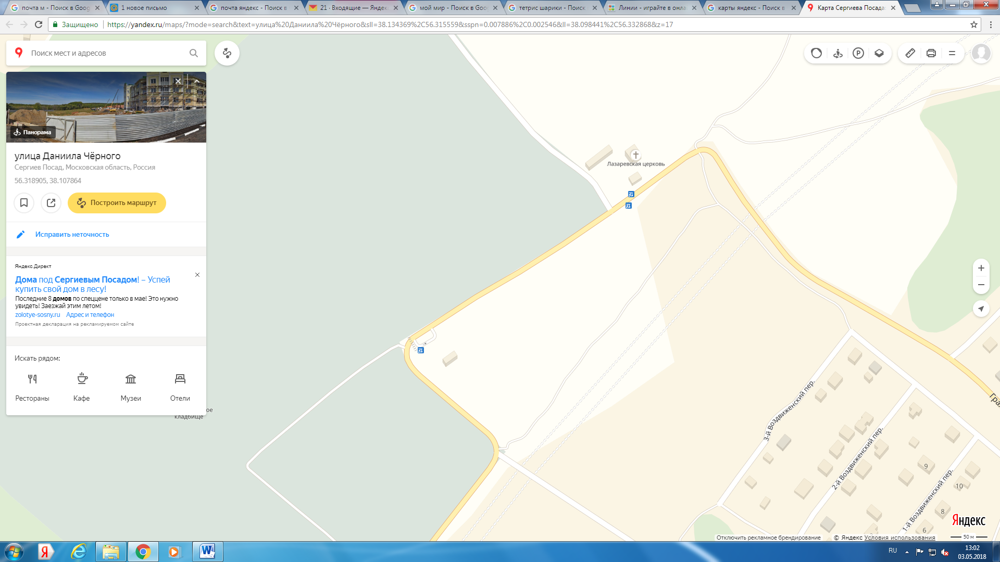 почта м - Поиск в Goog
1 новое письмо
почта яндекс - Поиск в
21 · Входящие — Яндек
мой мир - Поиск в Goo
тетрис шарики - Поиск
Линии - играйте в онла
карты яндекс - Поиск в
Карта Сергиева Посада:
Защищено
https://yandex.ru/maps/?mode=search&text=улица%20Даниила%20Чёрного&sll=38.134369%2C56.315559&sspn=0.007886%2C0.002546&ll=38.098441%2C56.332868&z=17
Поиск мест и адресов
Панорама
улица Даниила Чёрного
Сергиев Посад, Московская область, Россия
56.318905, 38.107864
Построить маршрут
Исправить неточность
Яндекс.Директ
Дома под Сергиевым Посадом! – Успей
купить свой дом в лесу!
Последние 8 домов по спеццене только в мае! Это нужно
увидеть! Заезжай этим летом!
zolotye-sosny.ru Адрес и телефон
Проектная декларация на рекламируемом сайте
Искать рядом:
Рестораны
Кафе
Музеи
Отели
ое
кладбище
Лазаревская церковь
3-й Воздвиженский пер.
2-й Воздвиженский пер.
1-й Воздвиженский пер.
Гра
9
10
8
6
P
Яндекс
Отключить рекламное брендирование
© Яндекс Условия использования
50 м
RU
13:02
03.05.2018